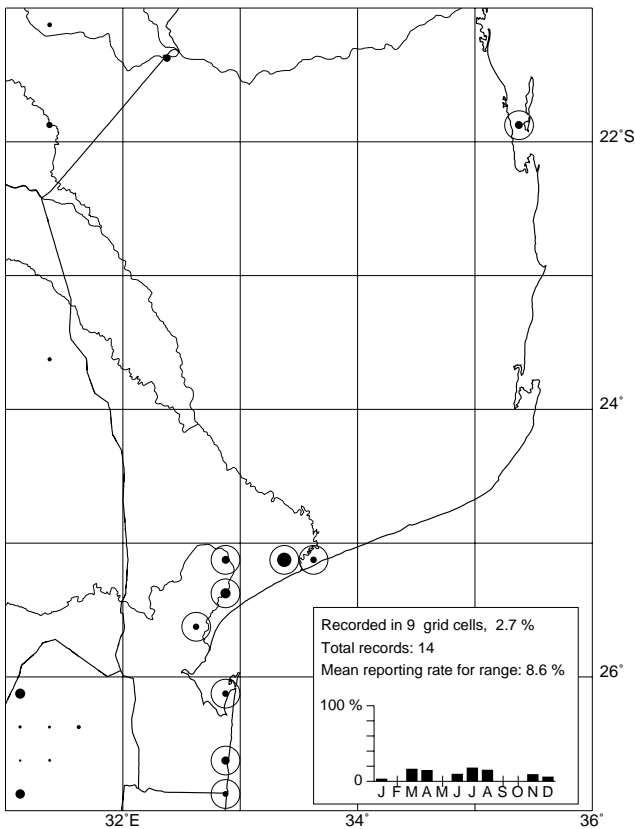 22˚S
24˚
Recorded in 9 grid cells, 2.7 %
Total records: 14
Mean reporting rate for range: 8.6 %
26˚
100 %
0
J F M A M J J A S O N D
32˚E
34˚
36˚